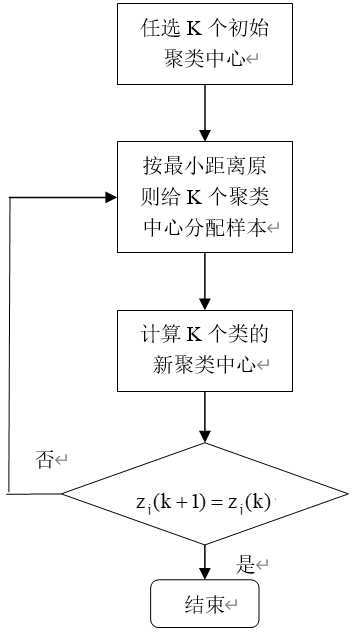 任选 K 个初始
聚类中心↵
按最小距离原
则给 K 个聚类
中心分配样本↵
计算 K 个类的
新聚类中心↵
否↵
z_j(k+1)=z_j(k)
是↵
结束↵